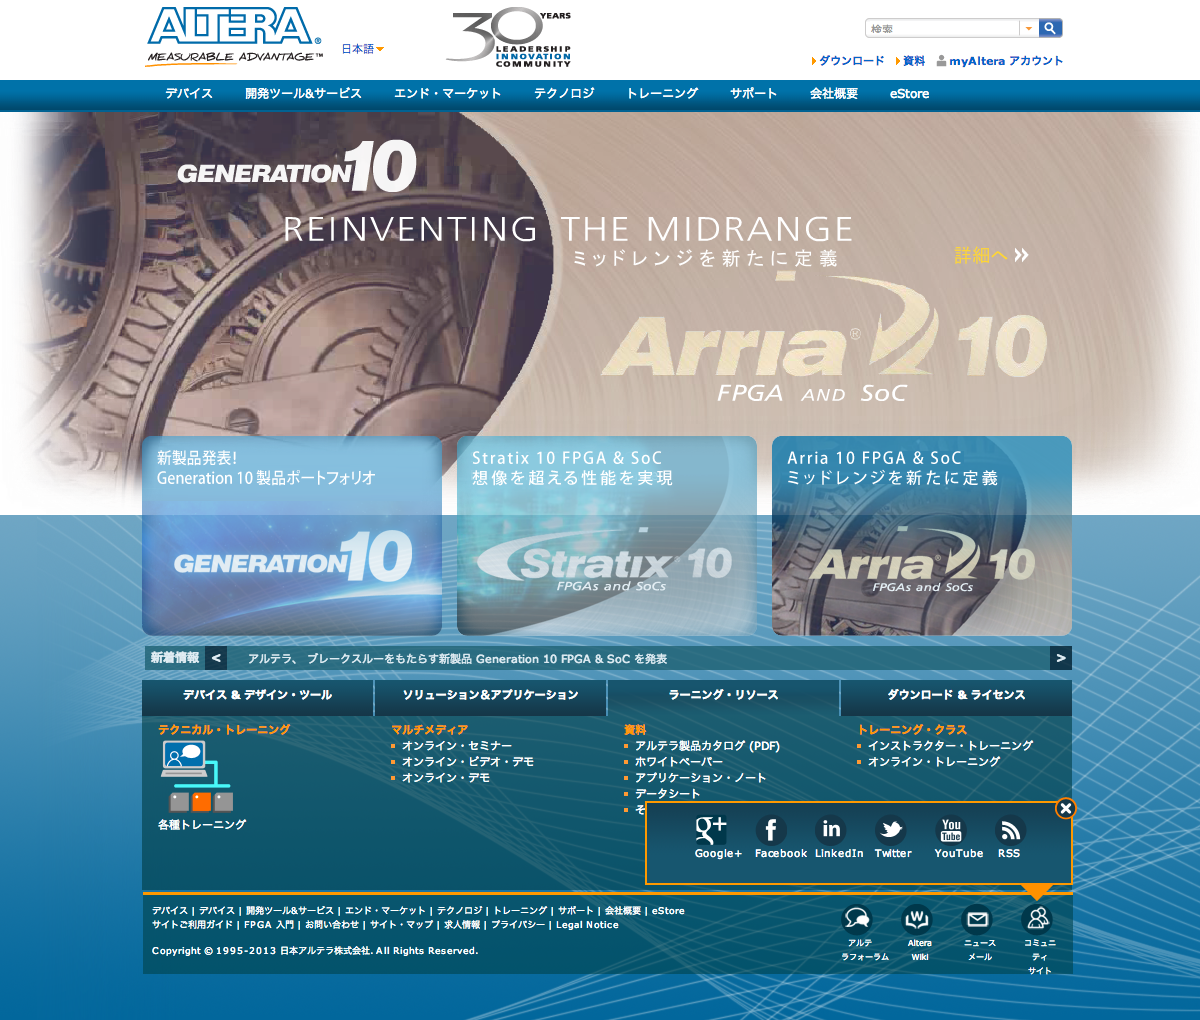 ALTERA®
MEASURABLE ADVANTAGE™
日本語
30 YEARS
LEADERSHIP
INNOVATION
COMMUNITY
検索
ダウンロード 資料 myAltera アカウント
デバイス 開発ツール&サービス エンド・マーケット テクノロジ トレーニング サポート 会社概要 eStore
GENERATION10
REINVENTING THE MIDRANGE
ミッドレンジを新たに定義
詳細へ »
Arria® 10
FPGA AND SoC
新製品発表!
Generation 10 製品ポートフォリオ
GENERATION10
Stratix 10 FPGA & SoC
想像を超える性能を実現
Stratix® 10
FPGAs and SoCs
Arria 10 FPGA & SoC
ミッドレンジを新たに定義
Arria® 10
FPGAs and SoCs
新着情報 < アルテラ、 ブレークスルーをもたらす新製品 Generation 10 FPGA & SoC を発表 >
デバイス & デザイン・ツール ソリューション&アプリケーション ラーニング・リソース ダウンロード & ライセンス
テクニカル・トレーニング
各種トレーニング
マルチメディア
オンライン・セミナー
オンライン・ビデオ・デモ
オンライン・デモ
資料
アルテラ製品カタログ (PDF)
ホワイトペーパー
アプリケーション・ノート
データシート
そ
トレーニング・クラス
インストラクター・トレーニング
オンライン・トレーニング
g+ f in You Tube
Google+ Facebook LinkedIn Twitter YouTube RSS
デバイス | デバイス | 開発ツール&サービス | エンド・マーケット | テクノロジ | トレーニング | サポート | 会社概要 | eStore
サイトご利用ガイド | FPGA 入門 | お問い合わせ | サイト・マップ | 求人情報 | プライバシー | Legal Notice
Copyright © 1995-2013 日本アルテラ株式会社. All Rights Reserved.
アルテ
ラフォーラム
W
Altera
Wiki
ニュース
メール
コミュニ
ティ
サイト